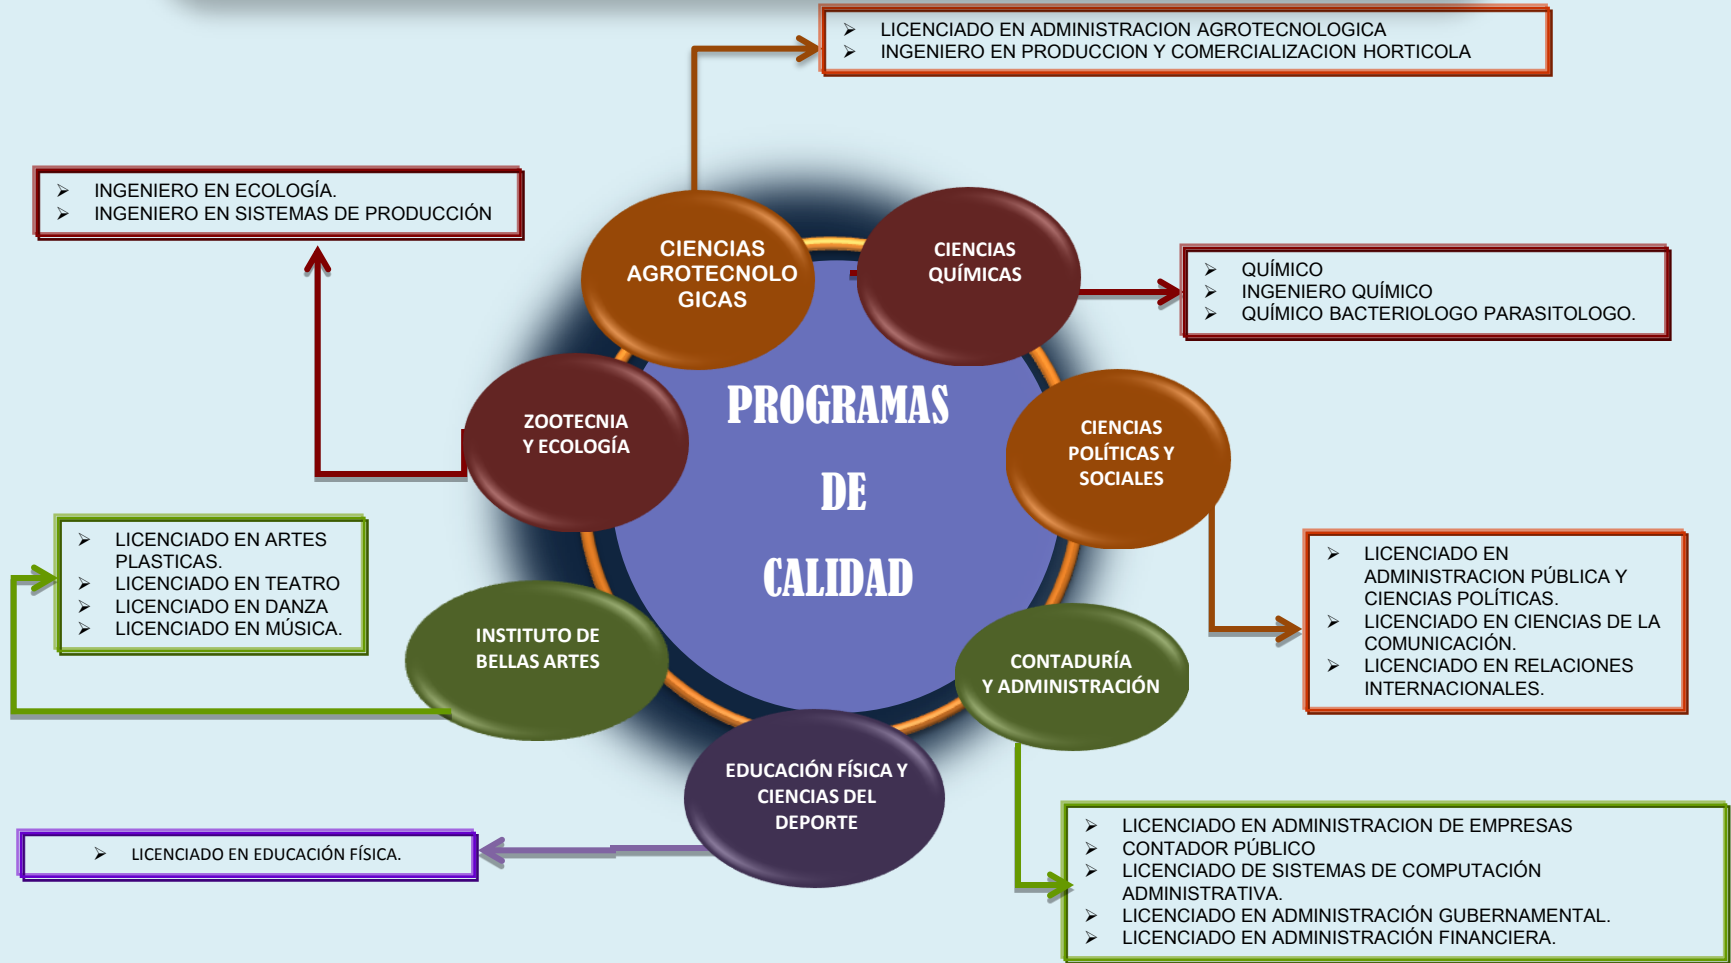 ➢ LICENCIADO EN ADMINISTRACION AGROTECNOLOGICA
➢ INGENIERO EN PRODUCCION Y COMERCIALIZACION HORTICOLA
➢ INGENIERO EN ECOLOGÍA.
➢ INGENIERO EN SISTEMAS DE PRODUCCIÓN
CIENCIAS
AGROTECNOLO
GICAS
CIENCIAS
QUÍMICAS
➢ QUÍMICO
➢ INGENIERO QUÍMICO
➢ QUÍMICO BACTERIOLOGO PARASITOLOGO.
ZOOTECNIA
Y ECOLOGÍA
PROGRAMAS
DE
CALIDAD
CIENCIAS
POLÍTICAS Y
SOCIALES
➢ LICENCIADO EN ARTES
PLASTICAS.
➢ LICENCIADO EN TEATRO
➢ LICENCIADO EN DANZA
➢ LICENCIADO EN MÚSICA.
➢ LICENCIADO EN
ADMINISTRACION PÚBLICA Y
CIENCIAS POLÍTICAS.
➢ LICENCIADO EN CIENCIAS DE LA
COMUNICACIÓN.
➢ LICENCIADO EN RELACIONES
INTERNACIONALES.
INSTITUTO DE
BELLAS ARTES
CONTADURÍA
Y ADMINISTRACIÓN
EDUCACIÓN FÍSICA Y
CIENCIAS DEL
DEPORTE
➢ LICENCIADO EN EDUCACIÓN FÍSICA.
➢ LICENCIADO EN ADMINISTRACION DE EMPRESAS
➢ CONTADOR PÚBLICO
➢ LICENCIADO DE SISTEMAS DE COMPUTACIÓN
ADMINISTRATIVA.
➢ LICENCIADO EN ADMINISTRACIÓN GUBERNAMENTAL.
➢ LICENCIADO EN ADMINISTRACIÓN FINANCIERA.